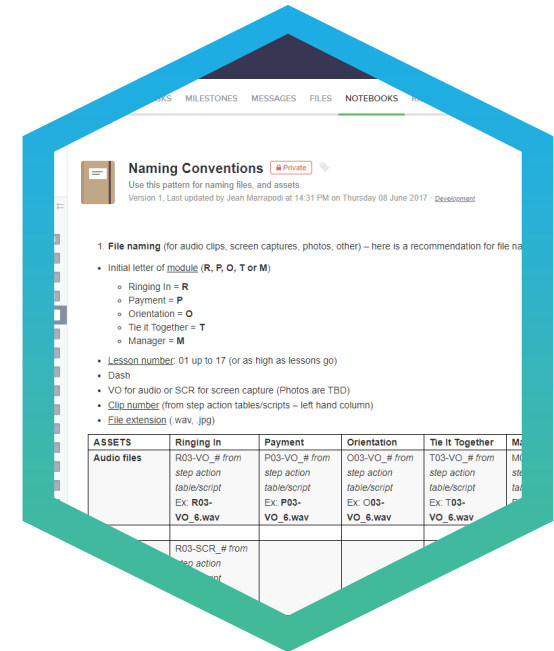 MILESTONES MESSAGES FILES NOTEBOOKS
Naming Conventions Private
Use this pattern for naming files, and assets.
Version 1, Last updated by Jean Marrapodi at 14:31 PM on Thursday 08 June 2017 · Development
1. File naming (for audio clips, screen captures, photos, other) – here is a recommendation for file
• Initial letter of module (R, P, O, T or M)
◦ Ringing In = R
◦ Payment = P
◦ Orientation = O
◦ Tie it Together = T
◦ Manager = M
• Lesson number: 01 up to 17 (or as high as lessons go)
• Dash
• VO for audio or SCR for screen capture (Photos are TBD)
• Clip number (from step action tables/scripts – left hand column)
• File extension (.wav, .jpg)
ASSETS Ringing In Payment Orientation Tie It Together
Audio files R03-VO_# from P03-VO_# from O03-VO_# from T03-VO_# from
step action step action step action step action
table/script table/script table/script table/script
Ex: R03- Ex: P03- Ex: O03- Ex: T03-
VO_6.wav VO_6.wav VO_6.wav VO_6.wav
R03-SCR_# from
action